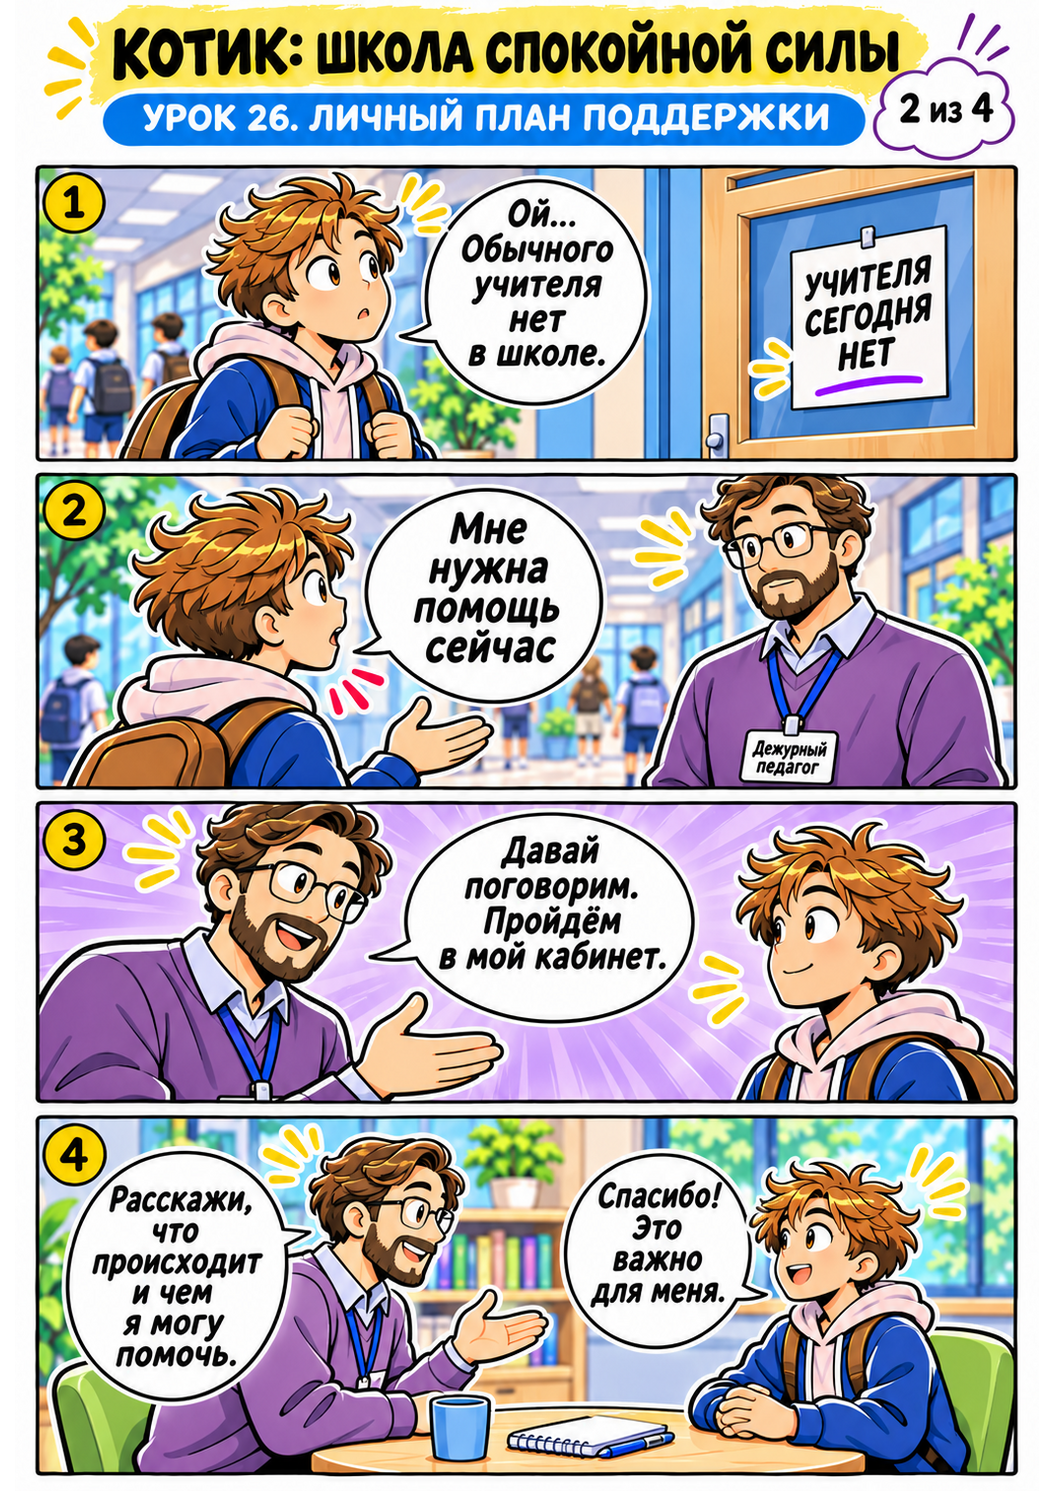 КОТИК: ШКОЛА СПОКОЙНОЙ СИЛЫ
УРОК 26. ЛИЧНЫЙ ПЛАН ПОДДЕРЖКИ
2 из 4
1
Ой...
Обычного
учителя
нет
в школе.
УЧИТЕЛЯ
СЕГОДНЯ
НЕТ
2
Мне
нужна
помощь
сейчас
Дежурный
педагог
3
Давай
поговорим.
Пройдём
в мой кабинет.
4
Расскажи,
что
происходит
и чем
я могу
помочь.
Спасибо!
Это
важно
для меня.